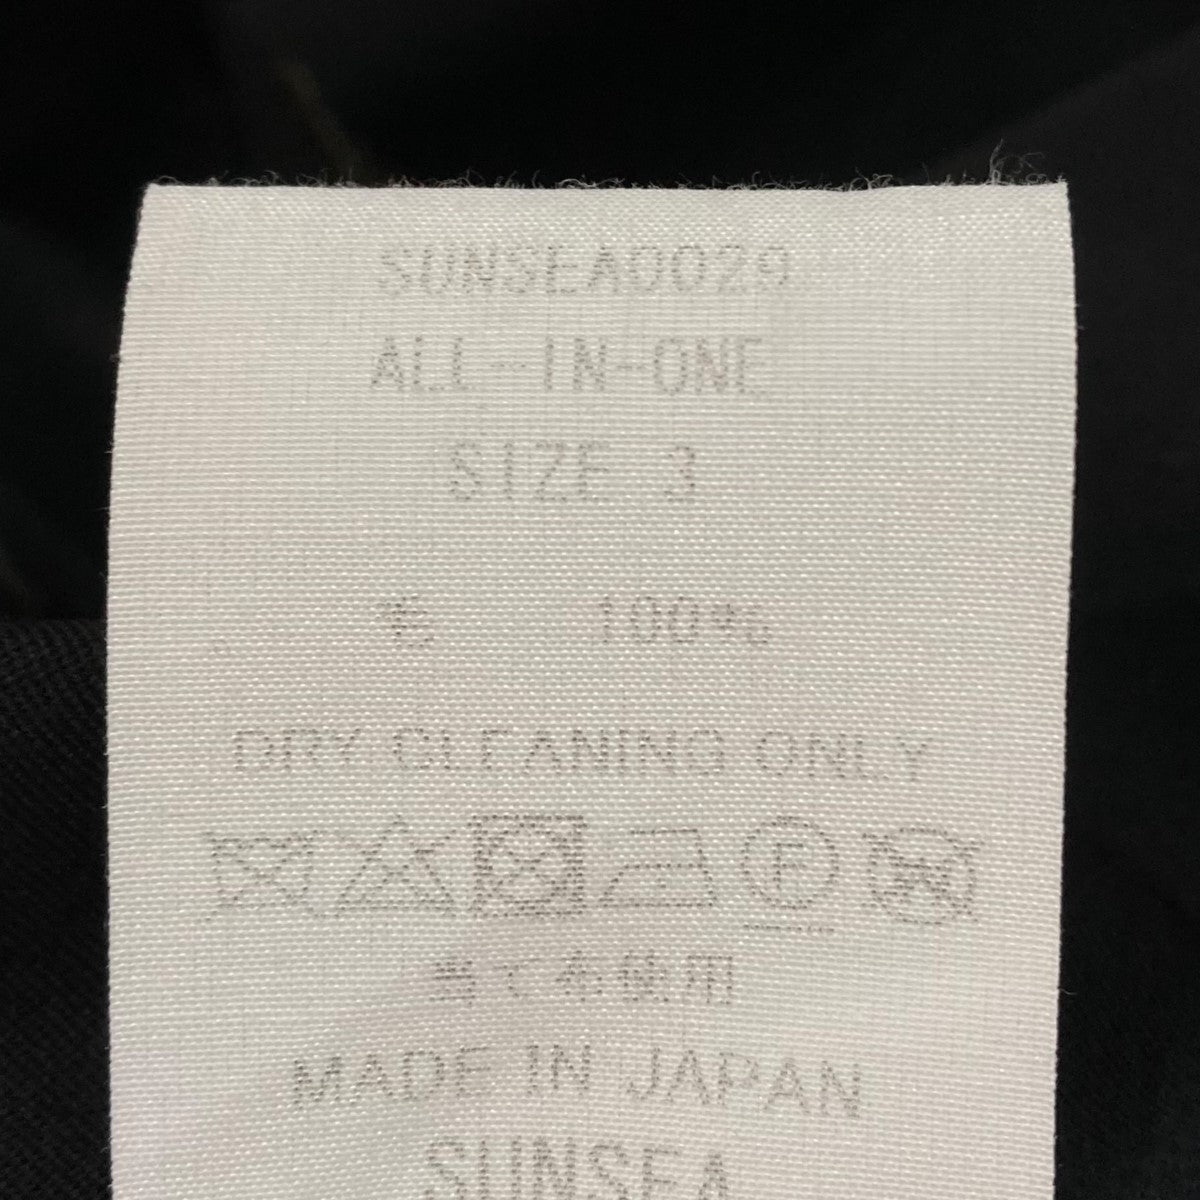 SUNSEA0029
ALL-IN-ONE
SIZE 3
毛 100%
DRY CLEANING ONLY
F
当て布使用
MADE IN JAPAN
SUNSEA